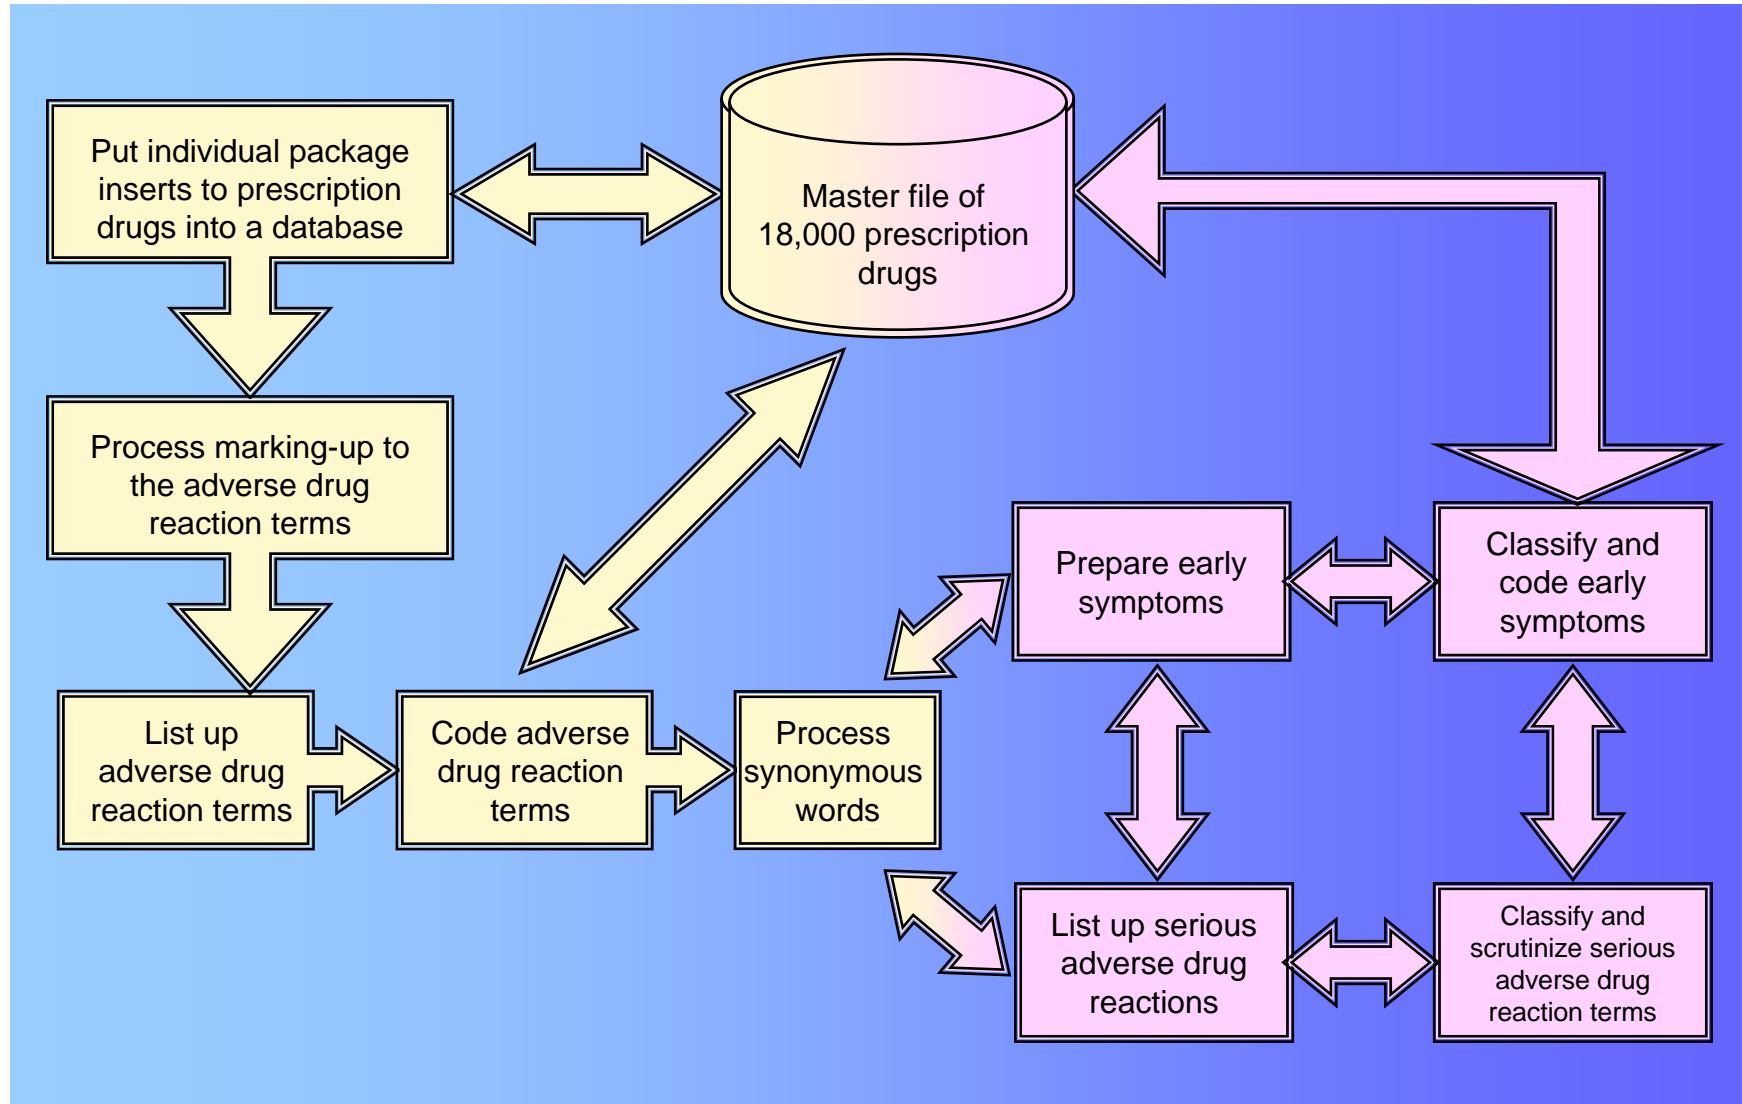 Put individual package
inserts to prescription
drugs into a database
Master file of
18,000 prescription
drugs
Process marking-up to
the adverse drug
reaction terms
Prepare early
symptoms
Classify and
code early
symptoms
List up
adverse drug
reaction terms
Code adverse
drug reaction
terms
Process
synonymous
words
List up serious
adverse drug
reactions
Classify and
scrutinize serious
adverse drug
reaction terms